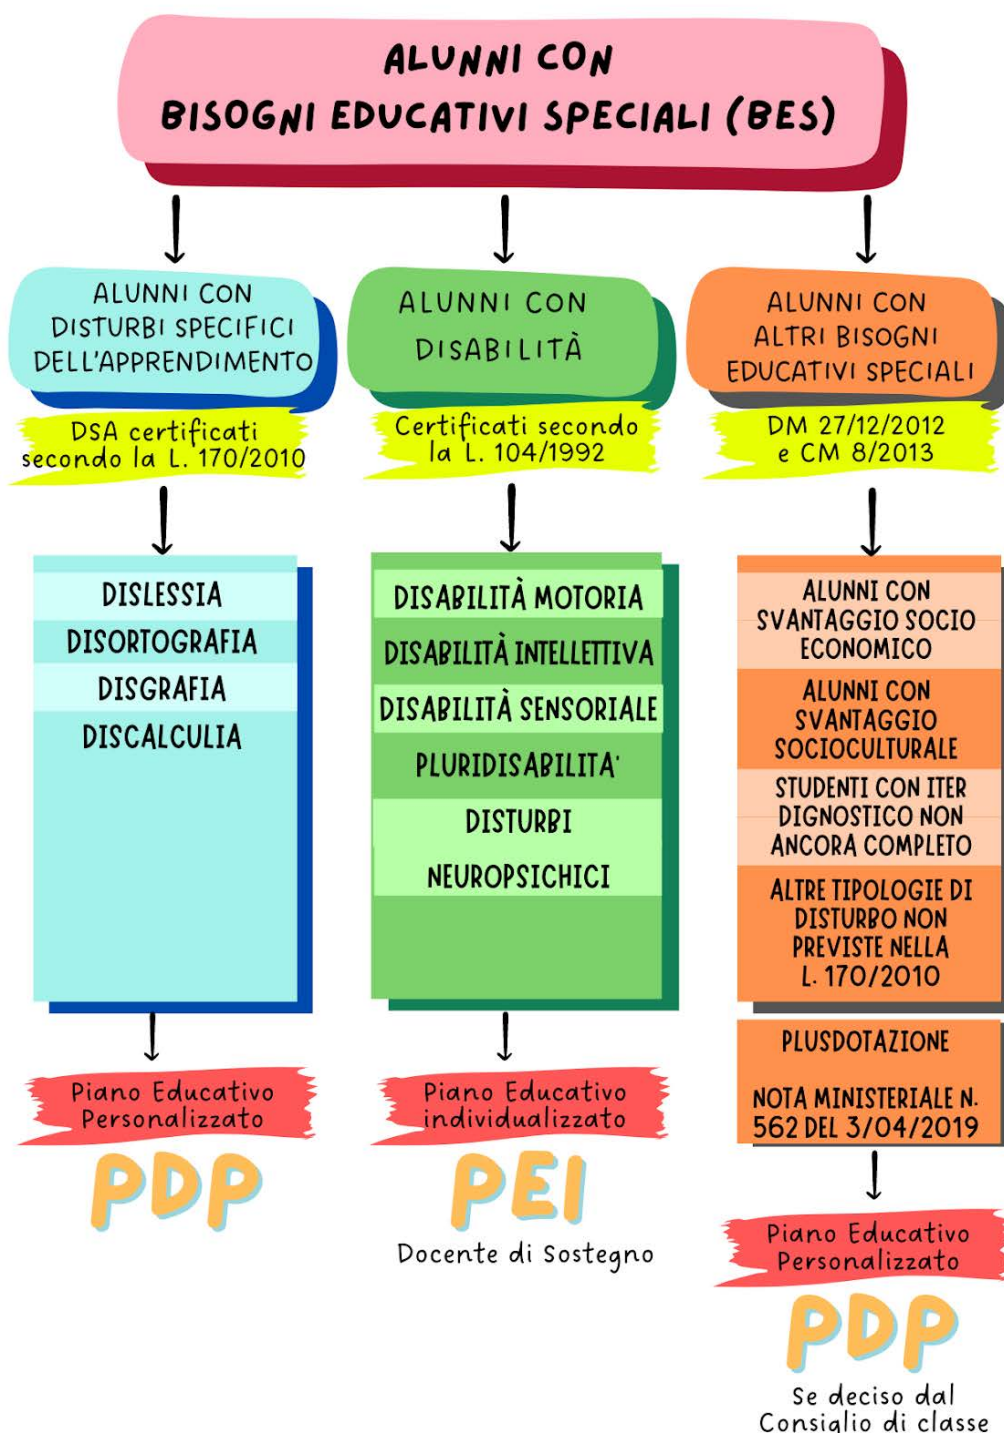 ALUNNI CON
BISOGNI EDUCATIVI SPECIALI (BES)
ALUNNI CON
DISTURBI SPECIFICI
DELL'APPRENDIMENTO
DSA certificati
secondo la L. 170/2010
DISLESSIA
DISORTOGRAFIA
DISGRAFIA
DISCALCULIA
Piano Educativo
Personalizzato
PDP
ALUNNI CON
DISABILITÀ
Certificati secondo
la L. 104/1992
DISABILITÀ MOTORIA
DISABILITÀ INTELLETTIVA
DISABILITÀ SENSORIALE
PLURIDISABILITA'
DISTURBI
NEUROPSICHICI
Piano Educativo
individualizzato
PEI
Docente di Sostegno
ALUNNI CON
ALTRI BISOGNI
EDUCATIVI SPECIALI
DM 27/12/2012
e CM 8/2013
ALUNNI CON
SVANTAGGIO SOCIO
ECONOMICO
ALUNNI CON
SVANTAGGIO
SOCIOCULTURALE
STUDENTI CON ITER
DIGNOSTICO NON
ANCORA COMPLETO
ALTRE TIPOLOGIE DI
DISTURBO NON
PREVISTE NELLA
L. 170/2010
PLUSDOTAZIONE
NOTA MINISTERIALE N.
562 DEL 3/04/2019
Piano Educativo
Personalizzato
PDP
Se deciso dal
Consiglio di classe